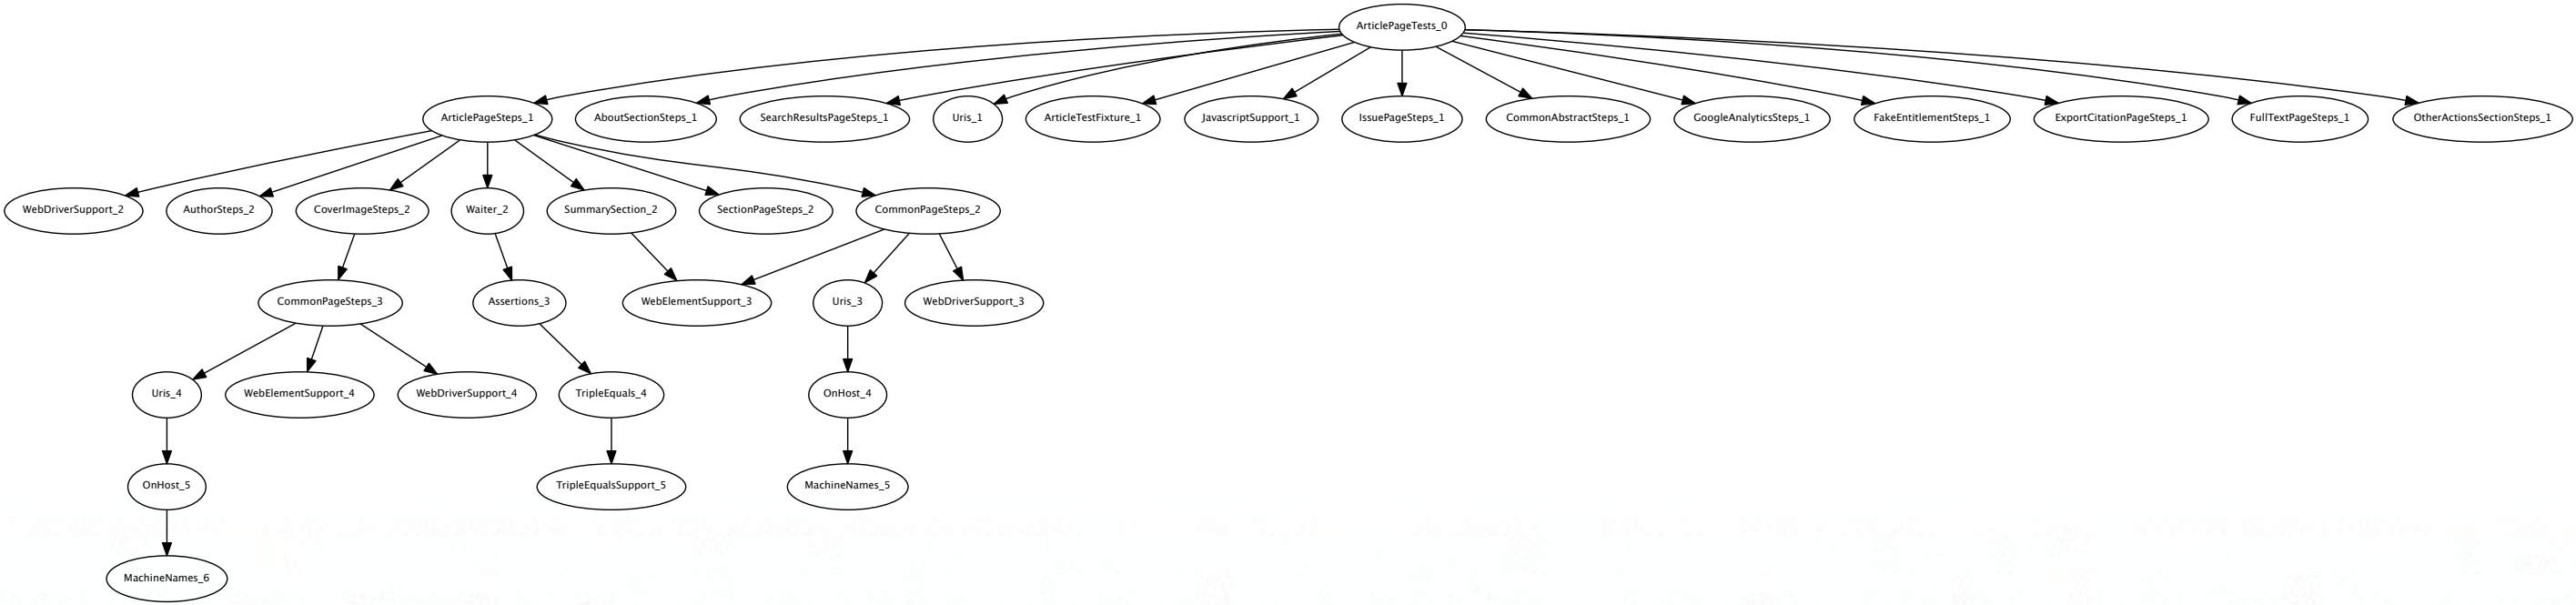 ArticlePageTests_0
ArticlePageSteps_1
AboutSectionSteps_1
SearchResultsPageSteps_1
Uris_1
ArticleTestFixture_1
JavascriptSupport_1
IssuePageSteps_1
CommonAbstractSteps_1
GoogleAnalyticsSteps_1
FakeEntitlementSteps_1
ExportCitationPageSteps_1
FullTextPageSteps_1
OtherActionsSectionSteps_1
WebDriverSupport_2
AuthorSteps_2
CoverImageSteps_2
Waiter_2
SummarySection_2
SectionPageSteps_2
CommonPageSteps_2
CommonPageSteps_3
Assertions_3
WebElementSupport_3
Uris_3
WebDriverSupport_3
Uris_4
WebElementSupport_4
WebDriverSupport_4
TripleEquals_4
OnHost_4
OnHost_5
TripleEqualsSupport_5
MachineNames_5
MachineNames_6